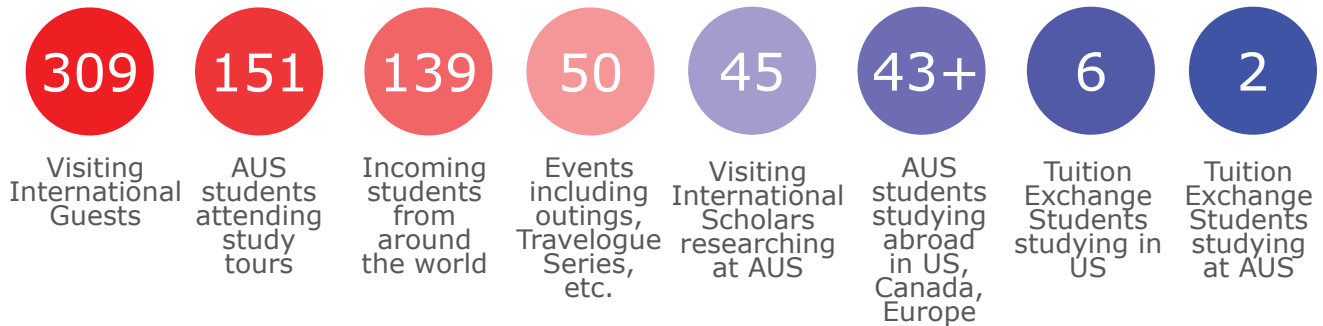 309
Visiting
International
Guests
151
AUS
students
attending
study
tours
139
Incoming
students
from
around
the world
50
Events
including
outings,
Travelogue
Series,
etc.
45
Visiting
International
Scholars
researching
at AUS
43+
AUS
students
studying
abroad
in US,
Canada,
Europe
6
Tuition
Exchange
Students
studying in
US
2
Tuition
Exchange
Students
studying
at AUS